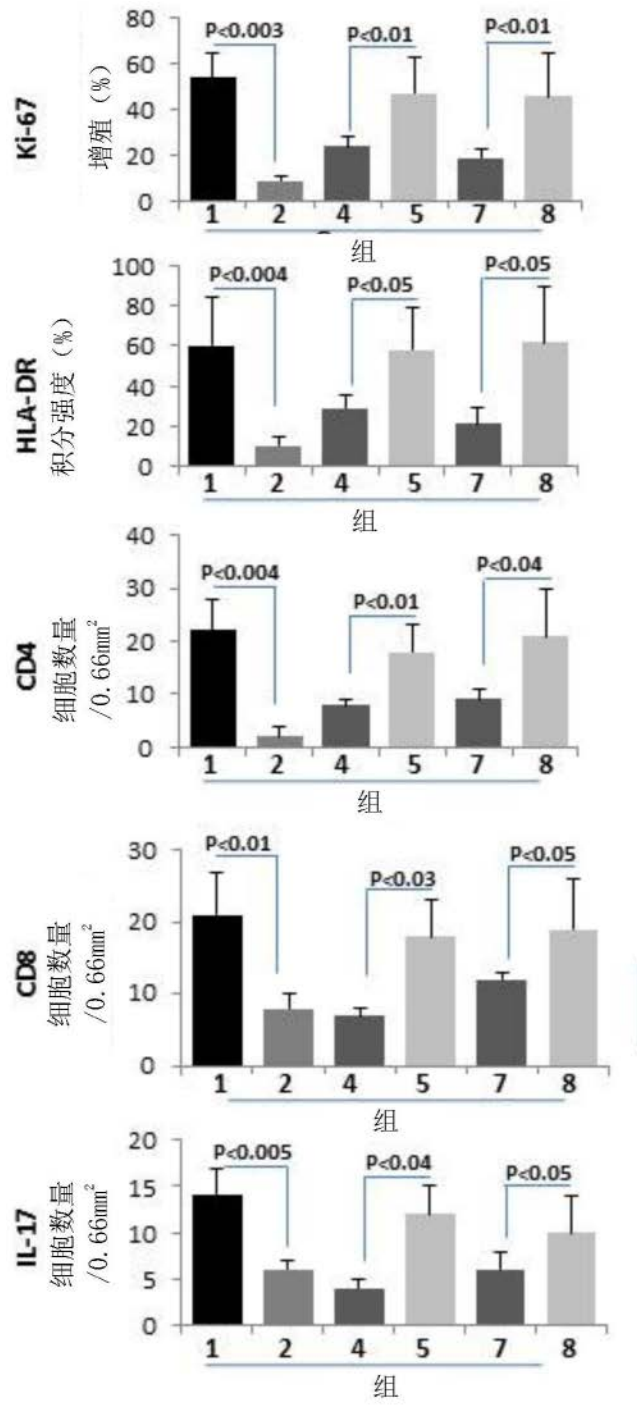 P<0.003
P<0.01
P<0.01
Ki-67
增殖 (%)
80
60
40
20
0
1 2 4 5 7 8
组
P<0.004
P<0.05
P<0.05
HLA-DR
积分强度 (%)
100
80
60
40
20
0
1 2 4 5 7 8
组
P<0.004
P<0.01
P<0.04
CD4
细胞数量
/0.66mm²
40
30
20
10
0
1 2 4 5 7 8
组
P<0.01
P<0.03
P<0.05
CD8
细胞数量
/0.66mm²
30
20
10
0
1 2 4 5 7 8
组
P<0.005
P<0.04
P<0.05
IL-17
细胞数量
/0.66mm²
20
15
10
5
0
1 2 4 5 7 8
组